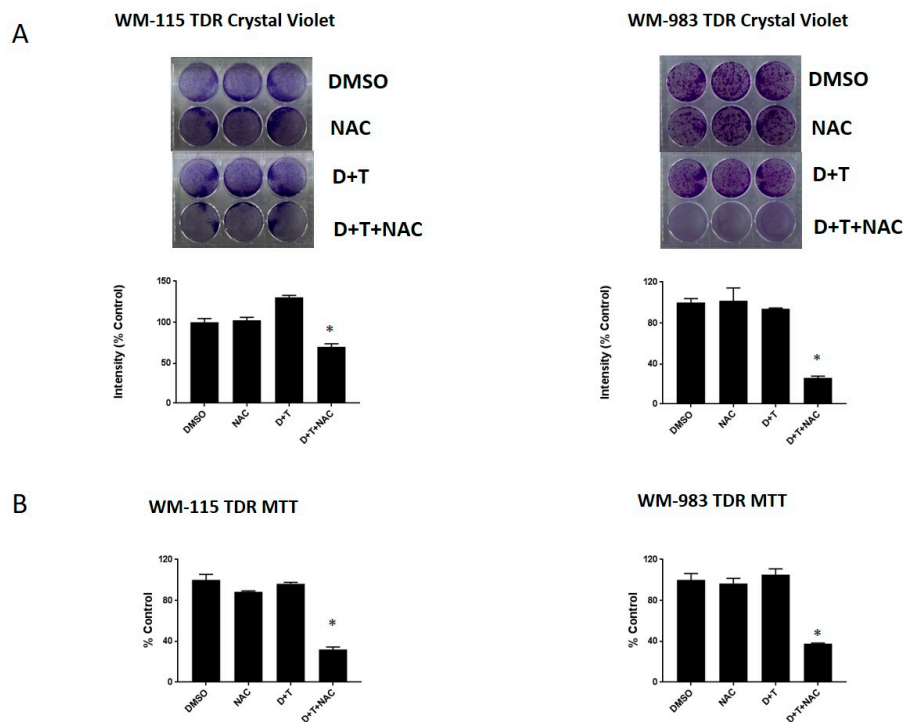 A
WM-115 TDR Crystal Violet
DMSO
NAC
D+T
D+T+NAC
Intensity (% Control)
150
100
50
0
*
DMSO
NAC
D+T
D+T+NAC
WM-983 TDR Crystal Violet
DMSO
NAC
D+T
D+T+NAC
Intensity (% Control)
120
80
40
0
*
DMSO
NAC
D+T
D+T+NAC
B
WM-115 TDR MTT
% Control
120
80
40
0
*
DMSO
NAC
D+T
D+T+NAC
WM-983 TDR MTT
% Control
120
80
40
0
*
DMSO
NAC
D+T
D+T+NAC